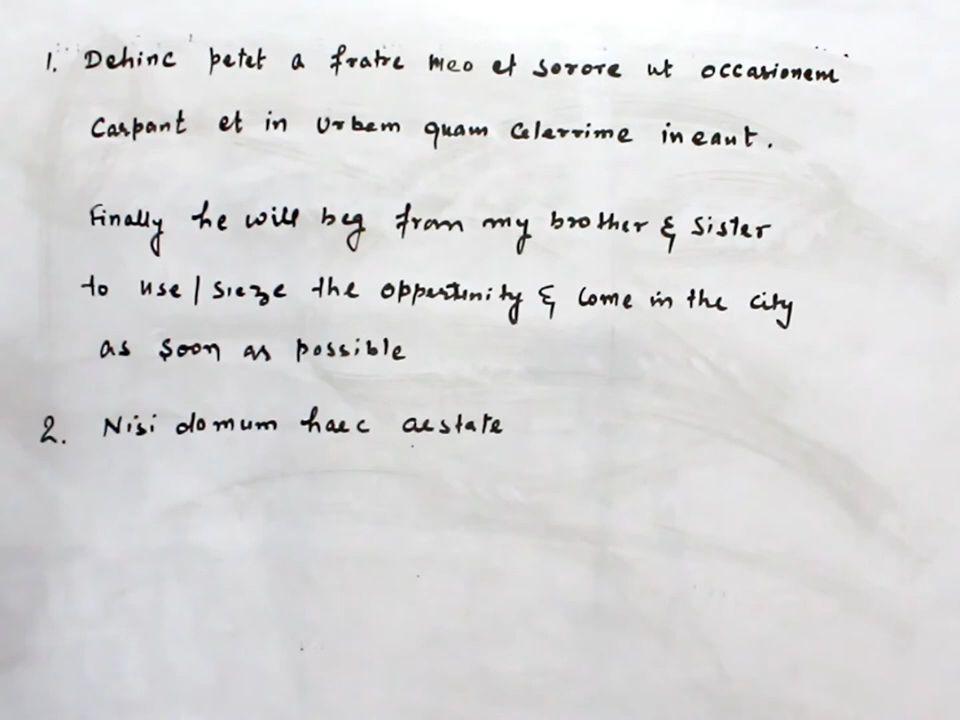 1. Dehinc petet a fratre meo et sorore ut occasionem
Carpant et in Urbem quam Celerrime ineant.
Finally he will beg from my brother & Sister
to use / sieze the oppertunity & Come in the city
as soon as possible
2. Nisi domum haec aestate